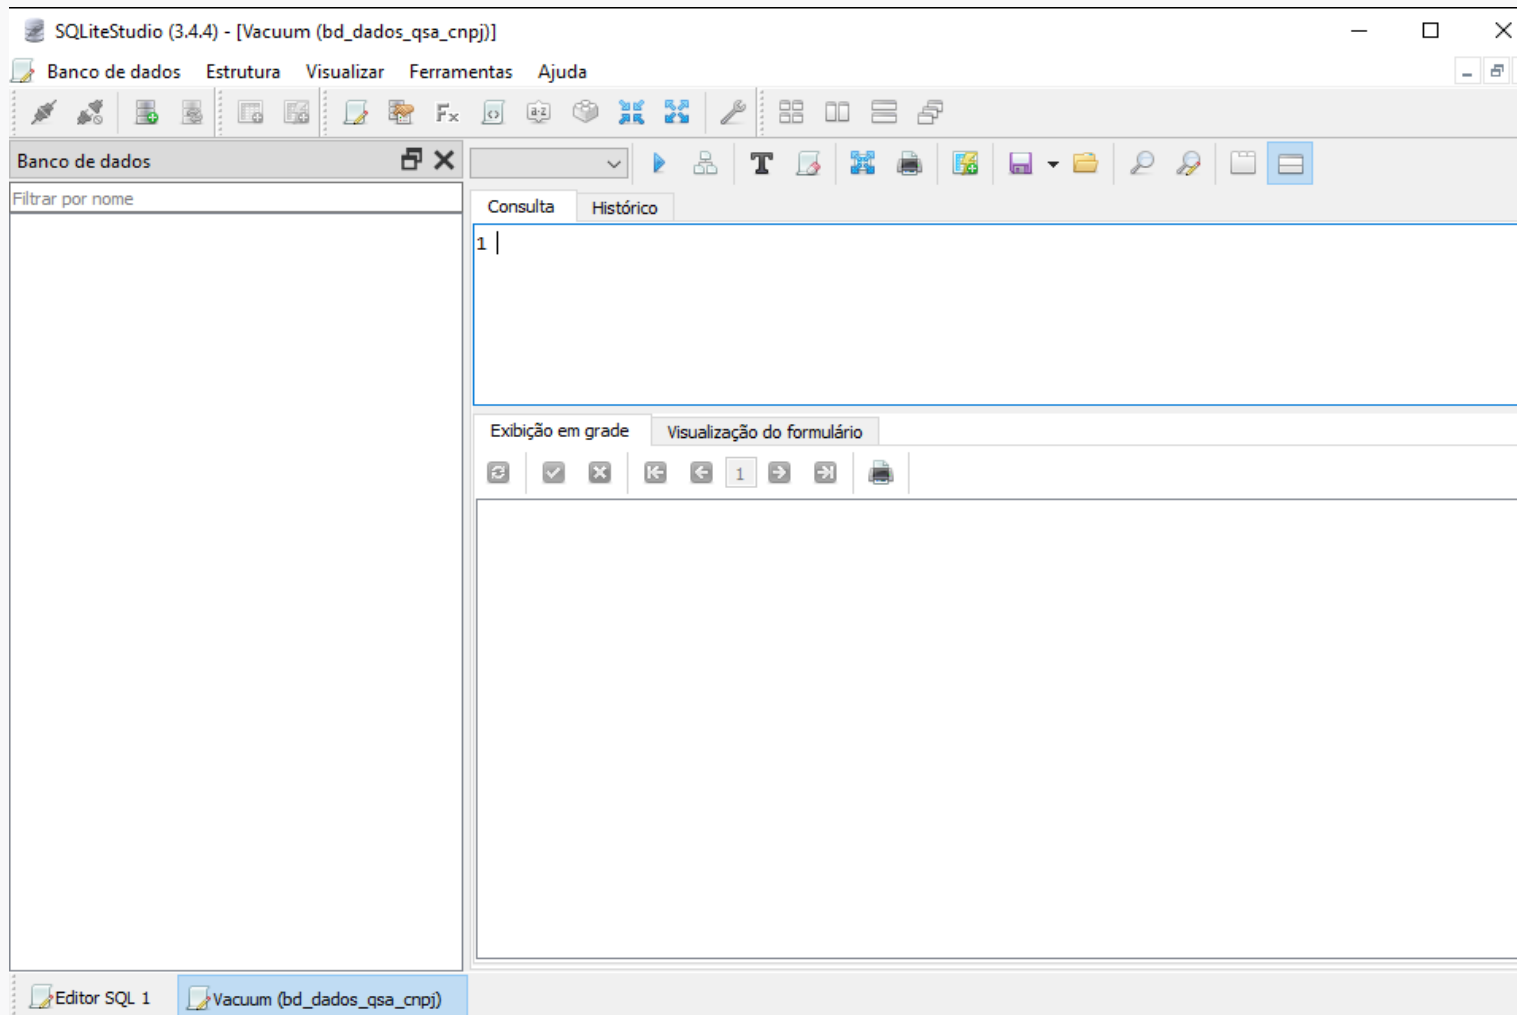 SQLiteStudio (3.4.4) - [Vacuum (bd_dados_qsa_cnpj)]
Banco de dados Estrutura Visualizar Ferramentas Ajuda
Fx a-z
Banco de dados
T
Filtrar por nome
Consulta Histórico
1
Exibição em grade Visualização do formulário
1
Editor SQL 1 Vacuum (bd_dados_qsa_cnpj)